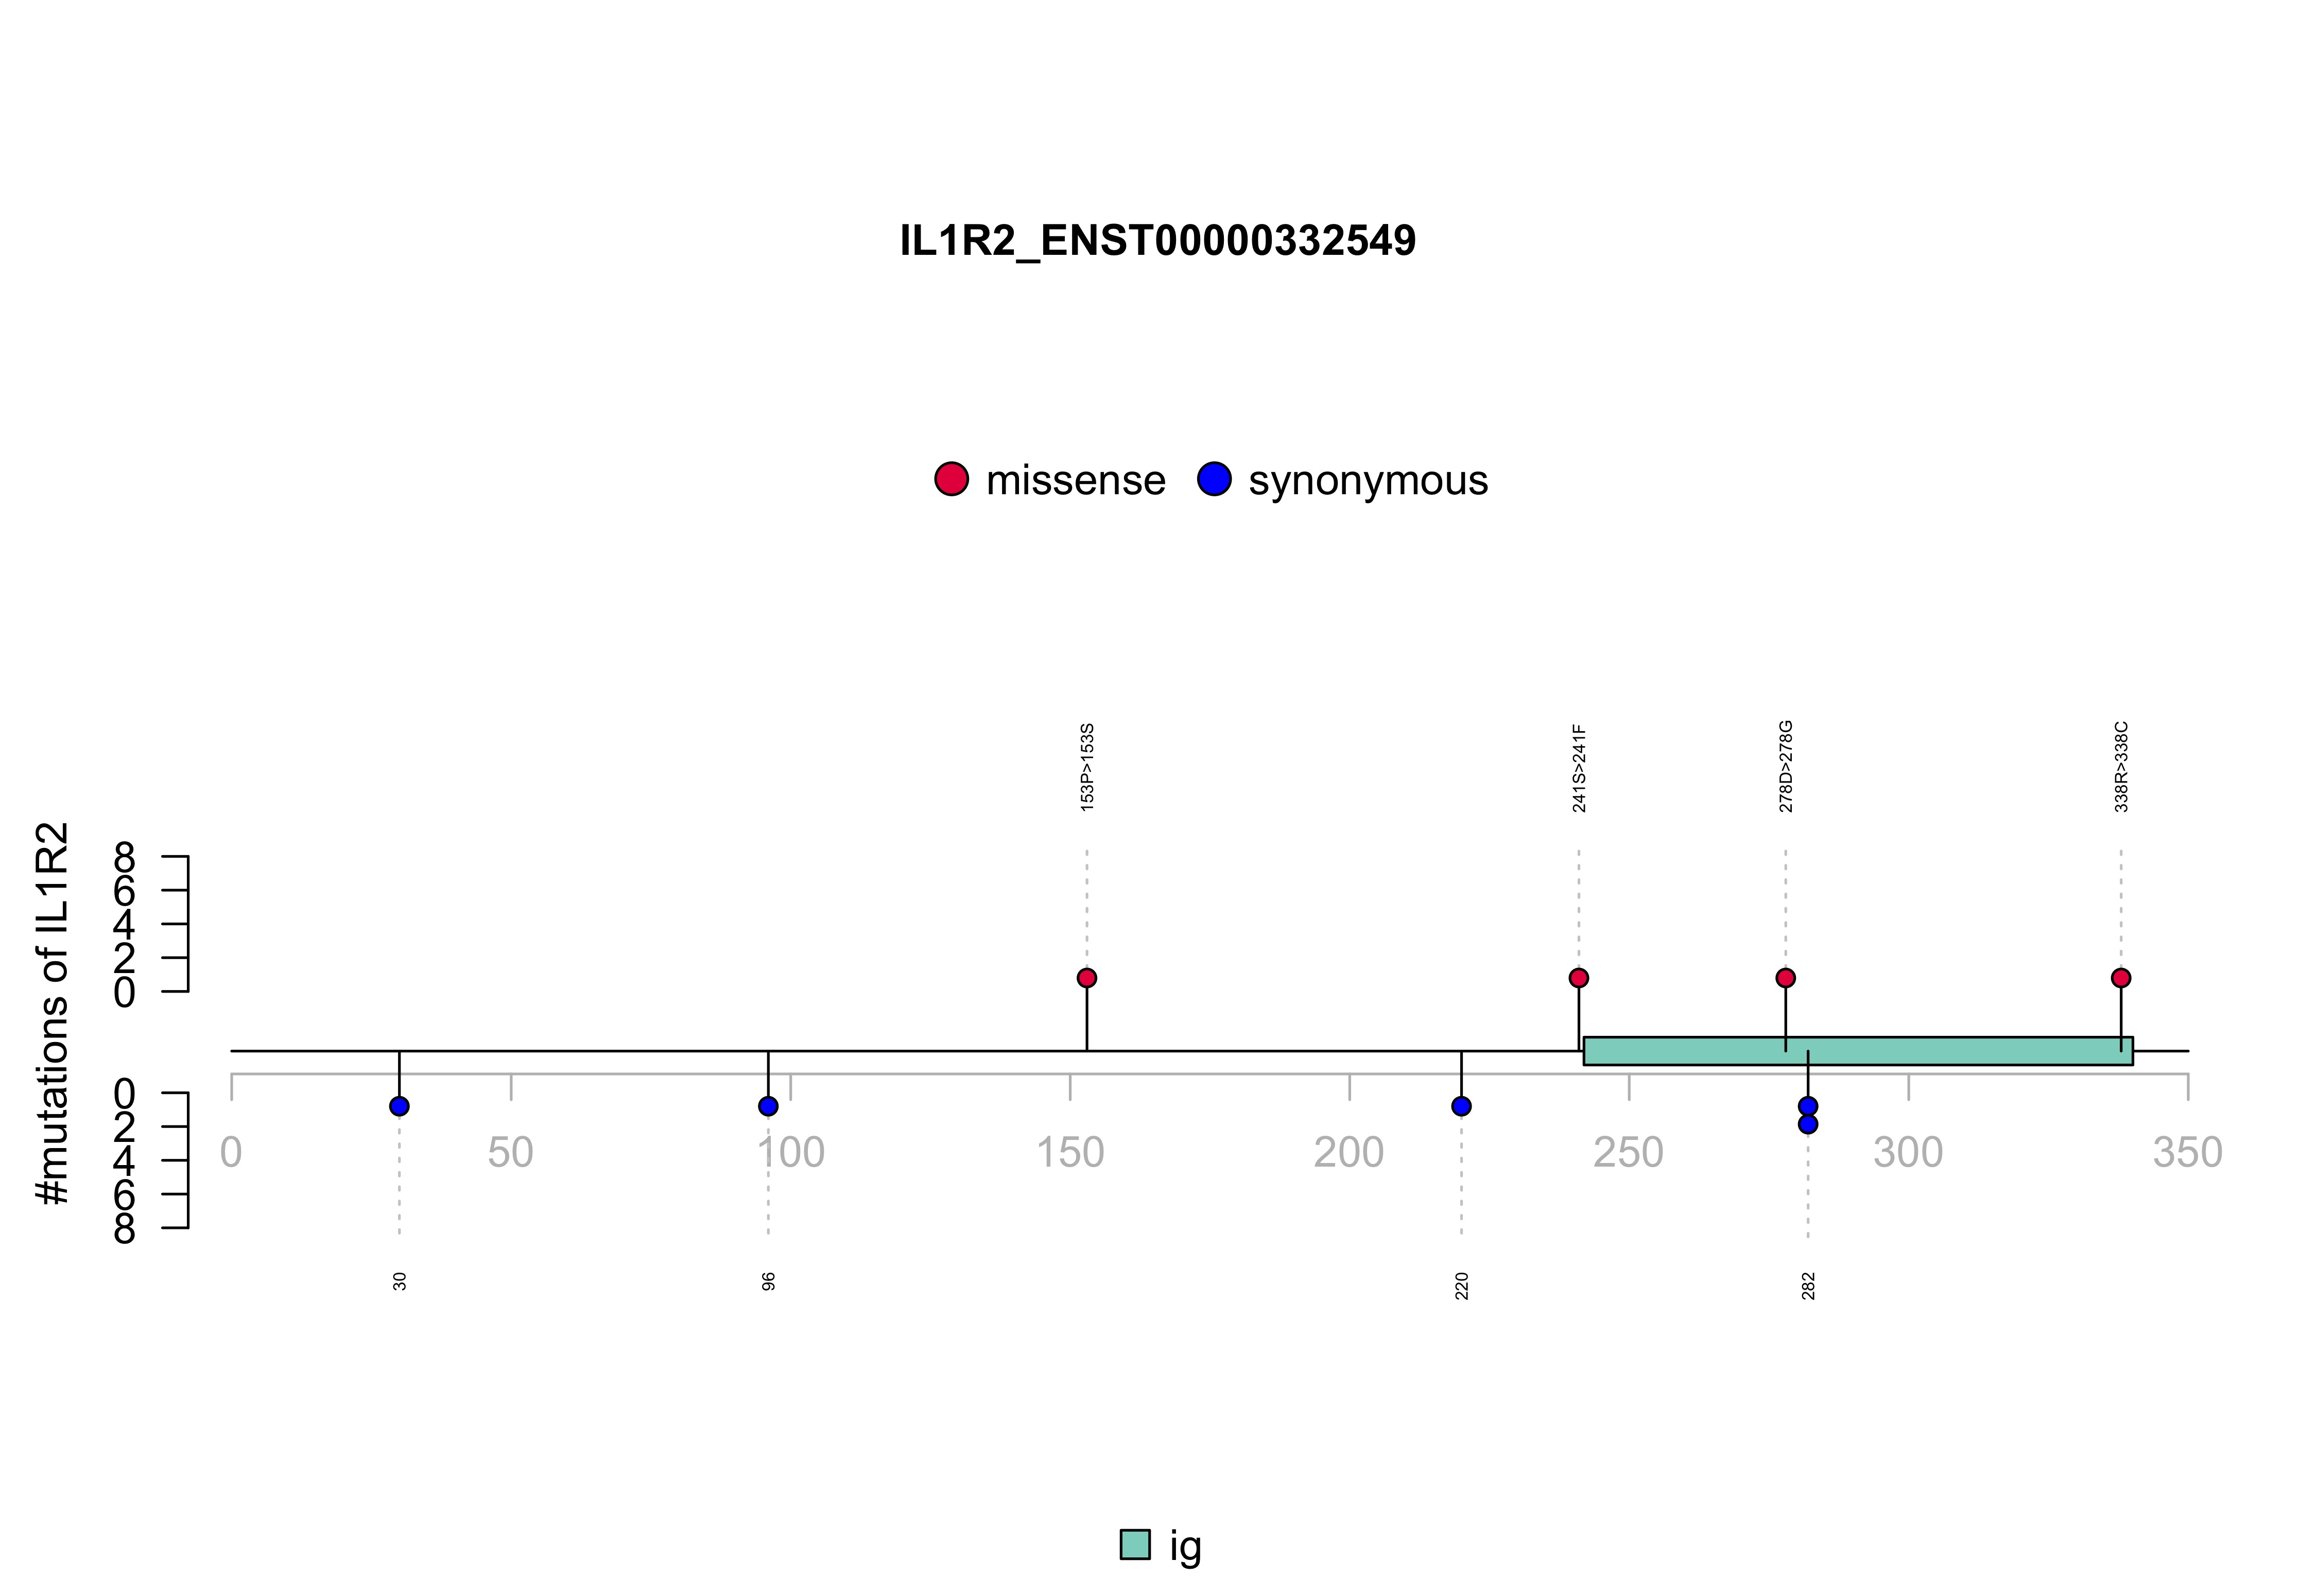 IL1R2_ENST00000332549
missense
synonymous
153P>153S
241S>241F
278D>278G
338R>338C
#mutations of IL1R2
8
6
4
2
0
0
2
4
6
8
0 50 100 150 200 250 300 350
30
96
220
282
ig